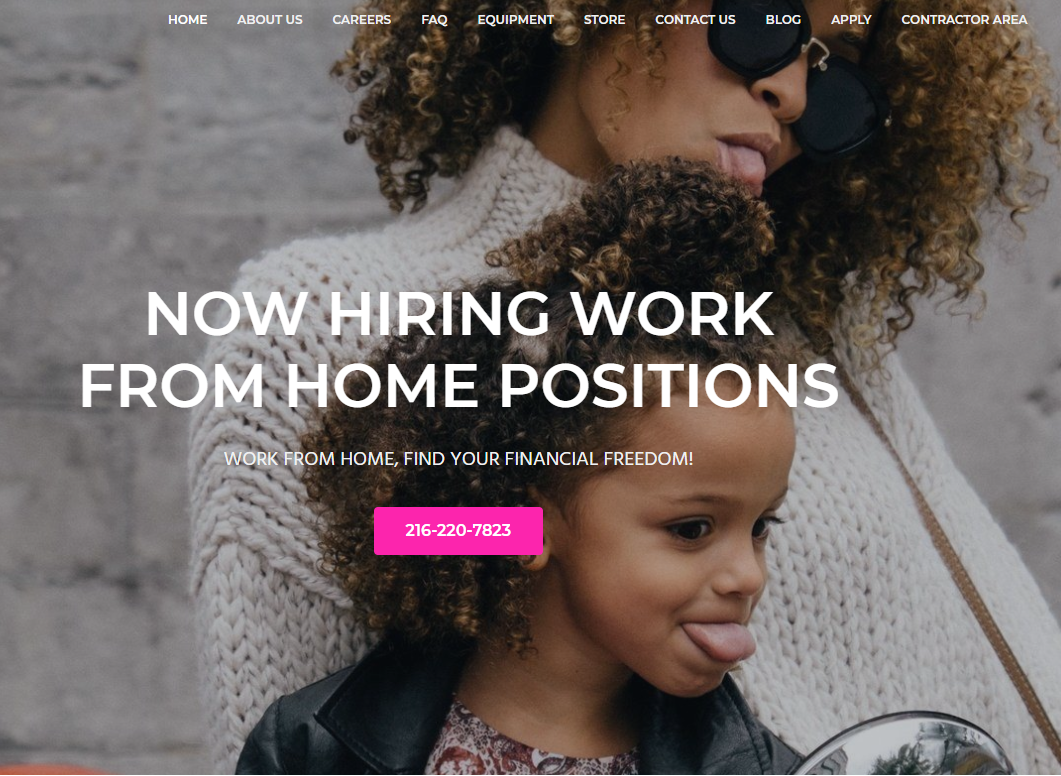 HOME ABOUT US CAREERS FAQ EQUIPMENT STORE CONTACT US BLOG APPLY CONTRACTOR AREA
NOW HIRING WORK
FROM HOME POSITIONS
WORK FROM HOME, FIND YOUR FINANCIAL FREEDOM!
216-220-7823